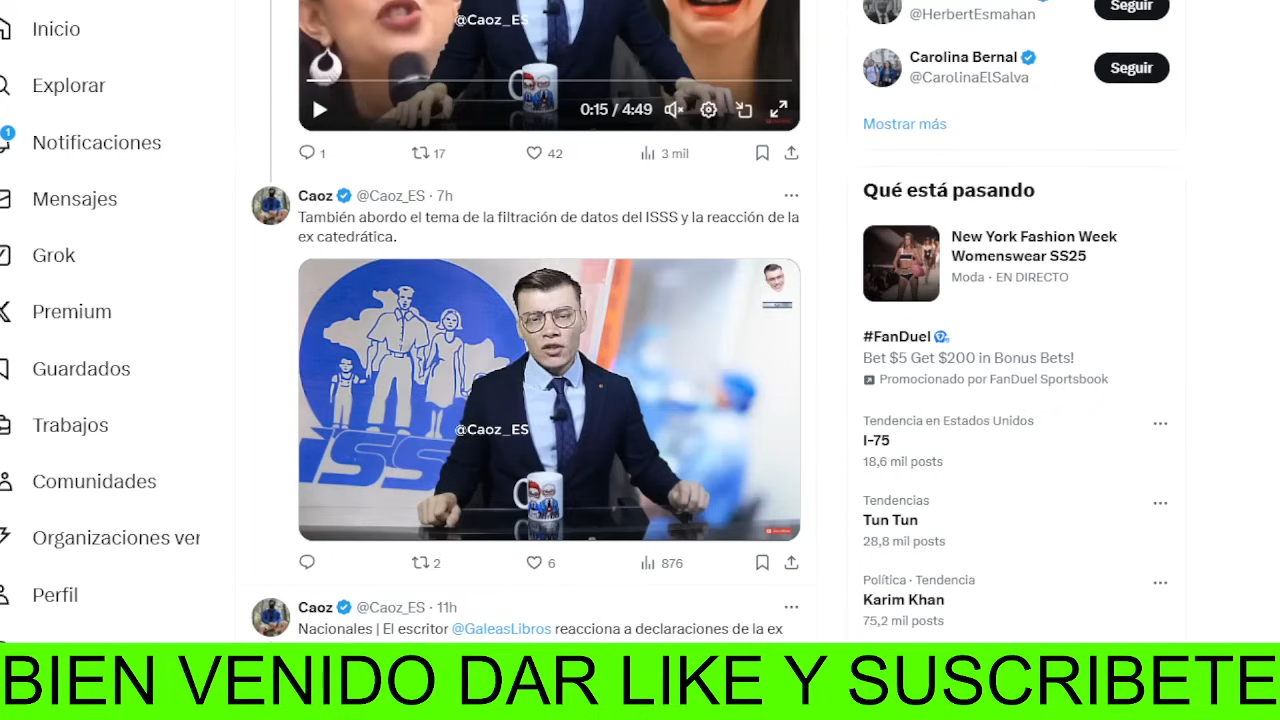 Inicio
Explorar
1
Notificaciones
Mensajes
Grok
Premium
Guardados
Trabajos
Comunidades
Organizaciones ver
Perfil
@Caoz_ES
0:15 / 4:49
1
17
42
3 mil
Caoz @Caoz_ES · 7h
También abordo el tema de la filtración de datos del ISSS y la reacción de la
ex catedrática.
ISSS
@Caoz_ES
2
6
876
Caoz @Caoz_ES · 11h
Nacionales | El escritor @GaleasLibros reacciona a declaraciones de la ex
@HerbertEsmahan
Seguir
Carolina Bernal
@CarolinaElSalva
Seguir
Mostrar más
Qué está pasando
New York Fashion Week
Womenswear SS25
Moda · EN DIRECTO
#FanDuel
Bet $5 Get $200 in Bonus Bets!
Promocionado por FanDuel Sportsbook
Tendencia en Estados Unidos
I-75
18,6 mil posts
Tendencias
Tun Tun
28,8 mil posts
Política · Tendencia
Karim Khan
75,2 mil posts
BIEN VENIDO DAR LIKE Y SUSCRIBETE